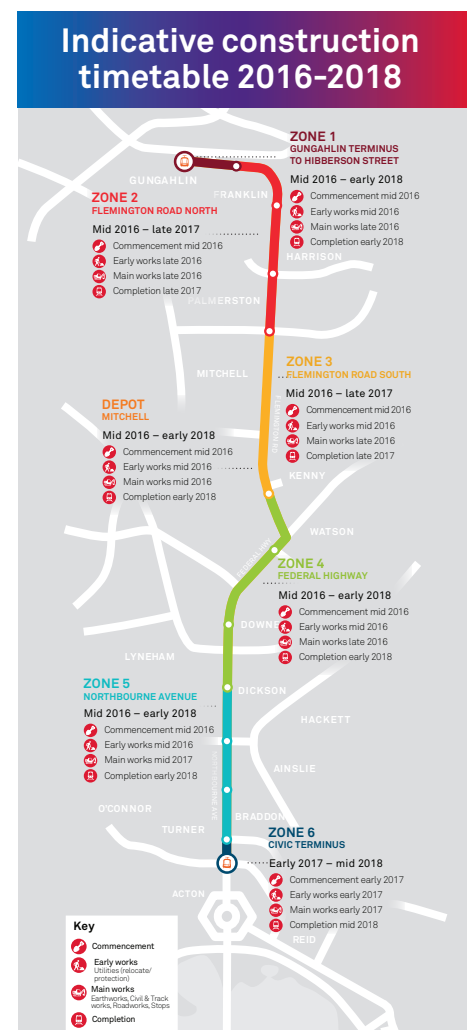 Indicative construction
timetable 2016-2018
ZONE 1
GUNGAHLIN TERMINUS
TO HIBBERSON STREET
Mid 2016 – early 2018
Commencement mid 2016
Early works mid 2016
Main works late 2016
Completion early 2018
GUNGAHLIN
FRANKLIN
ZONE 2
FLEMINGTON ROAD NORTH
Mid 2016 – late 2017
Commencement mid 2016
Early works late 2016
Main works late 2016
Completion late 2017
HARRISON
PALMERSTON
MITCHELL
ZONE 3
FLEMINGTON ROAD SOUTH
Mid 2016 – late 2017
Commencement mid 2016
Early works mid 2016
Main works late 2016
Completion late 2017
FLEMINGTON RD
DEPOT
MITCHELL
Mid 2016 – early 2018
Commencement mid 2016
Early works mid 2016
Main works mid 2016
Completion early 2018
KENNY
WATSON
FEDERAL HWY
ZONE 4
FEDERAL HIGHWAY
Mid 2016 – early 2018
Commencement mid 2016
Early works mid 2016
Main works late 2016
Completion early 2018
DOWNE
LYNEHAM
ZONE 5
NORTHBOURNE AVENUE
Mid 2016 – early 2018
Commencement mid 2016
Early works mid 2016
Main works mid 2017
Completion early 2018
DICKSON
HACKETT
AINSLIE
NORTHBOURNE AVE
O'CONNOR
BRADDON
TURNER
ZONE 6
CIVIC TERMINUS
Early 2017 – mid 2018
Commencement early 2017
Early works early 2017
Main works early 2017
Completion mid 2018
ACTON
REID
Key
Commencement
Early works
Utilities (relocate/
protection)
Main works
Earthworks, Civil & Track
works, Roadworks, Stops
Completion